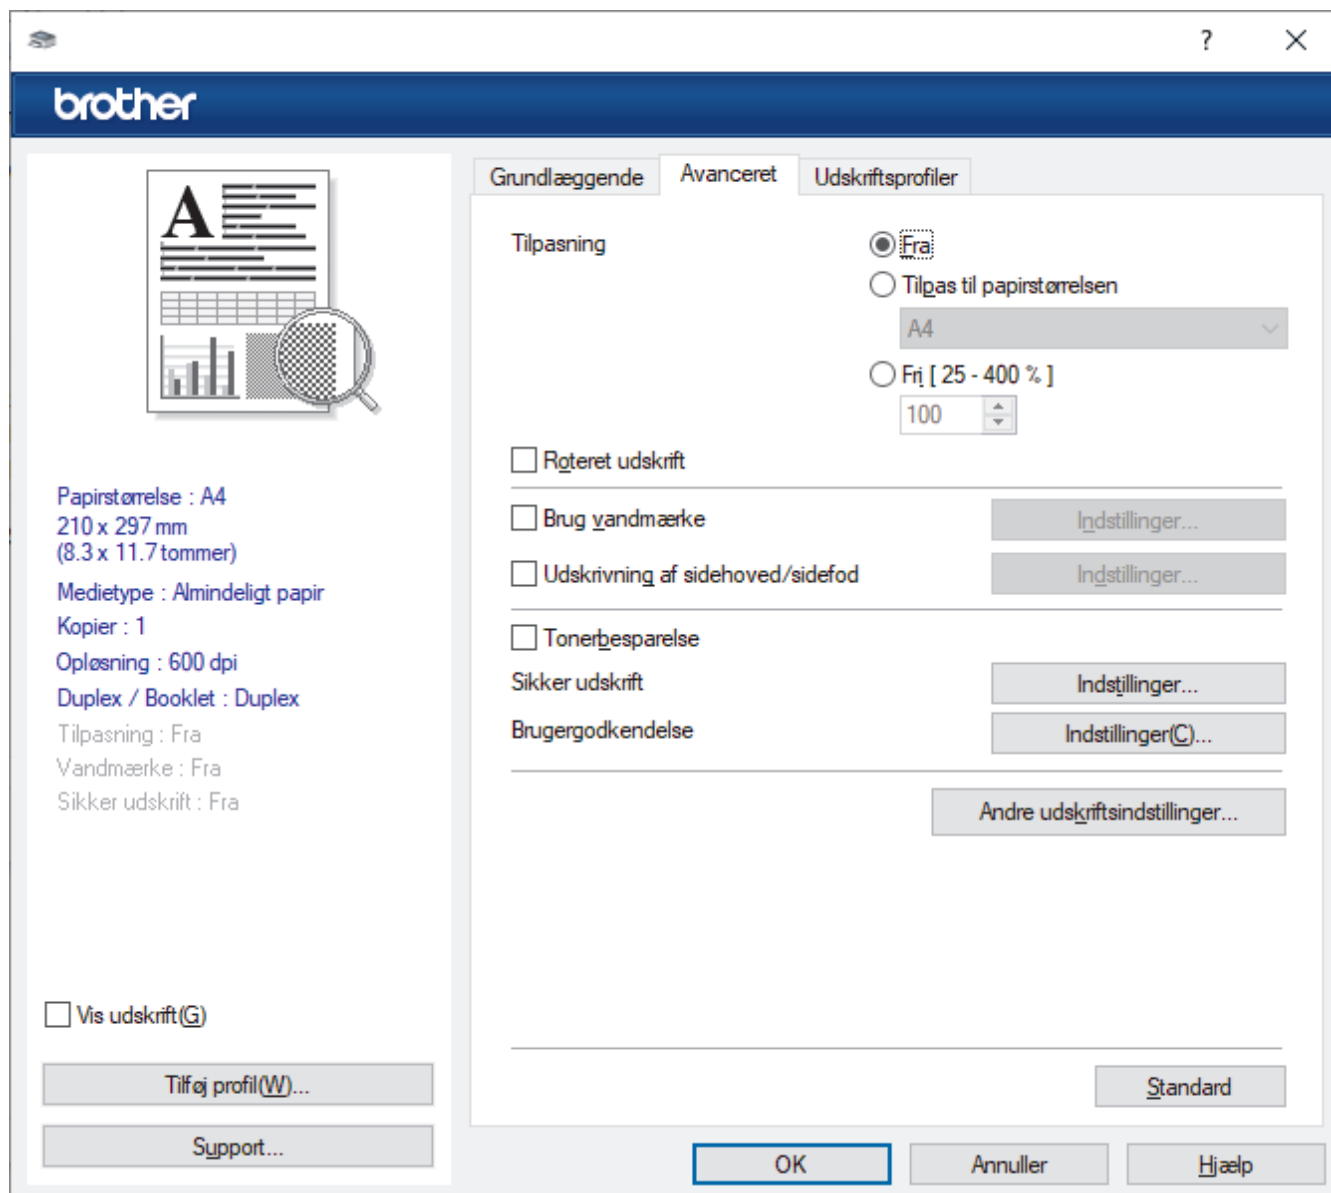 ?
brother
A
Papirstørrelse : A4
210 x 297 mm
(8.3 x 11.7 tommer)
Medietype : Almindeligt papir
Kopier : 1
Opløsning : 600 dpi
Duplex / Booklet : Duplex
Tilpasning : Fra
Vandmærke : Fra
Sikker udskrift : Fra
Vis udskrift(G)
Tilføj profil(W)...
Support...
Grundlæggende Avanceret Udskriftsprofiler
Tilpasning Fra
Tilpas til papirstørrelsen
A4
Fri [ 25 - 400 % ]
100
Roteret udskrift
Brug vandmærke Indstillinger...
Udskrivning af sidehoved/sidefod Indstillinger...
Tonerbesparelse
Sikker udskrift Indstillinger...
Brugergodkendelse Indstillinger(C)...
Andre udskriftsindstillinger...
Standard
OK Annuller Hjælp